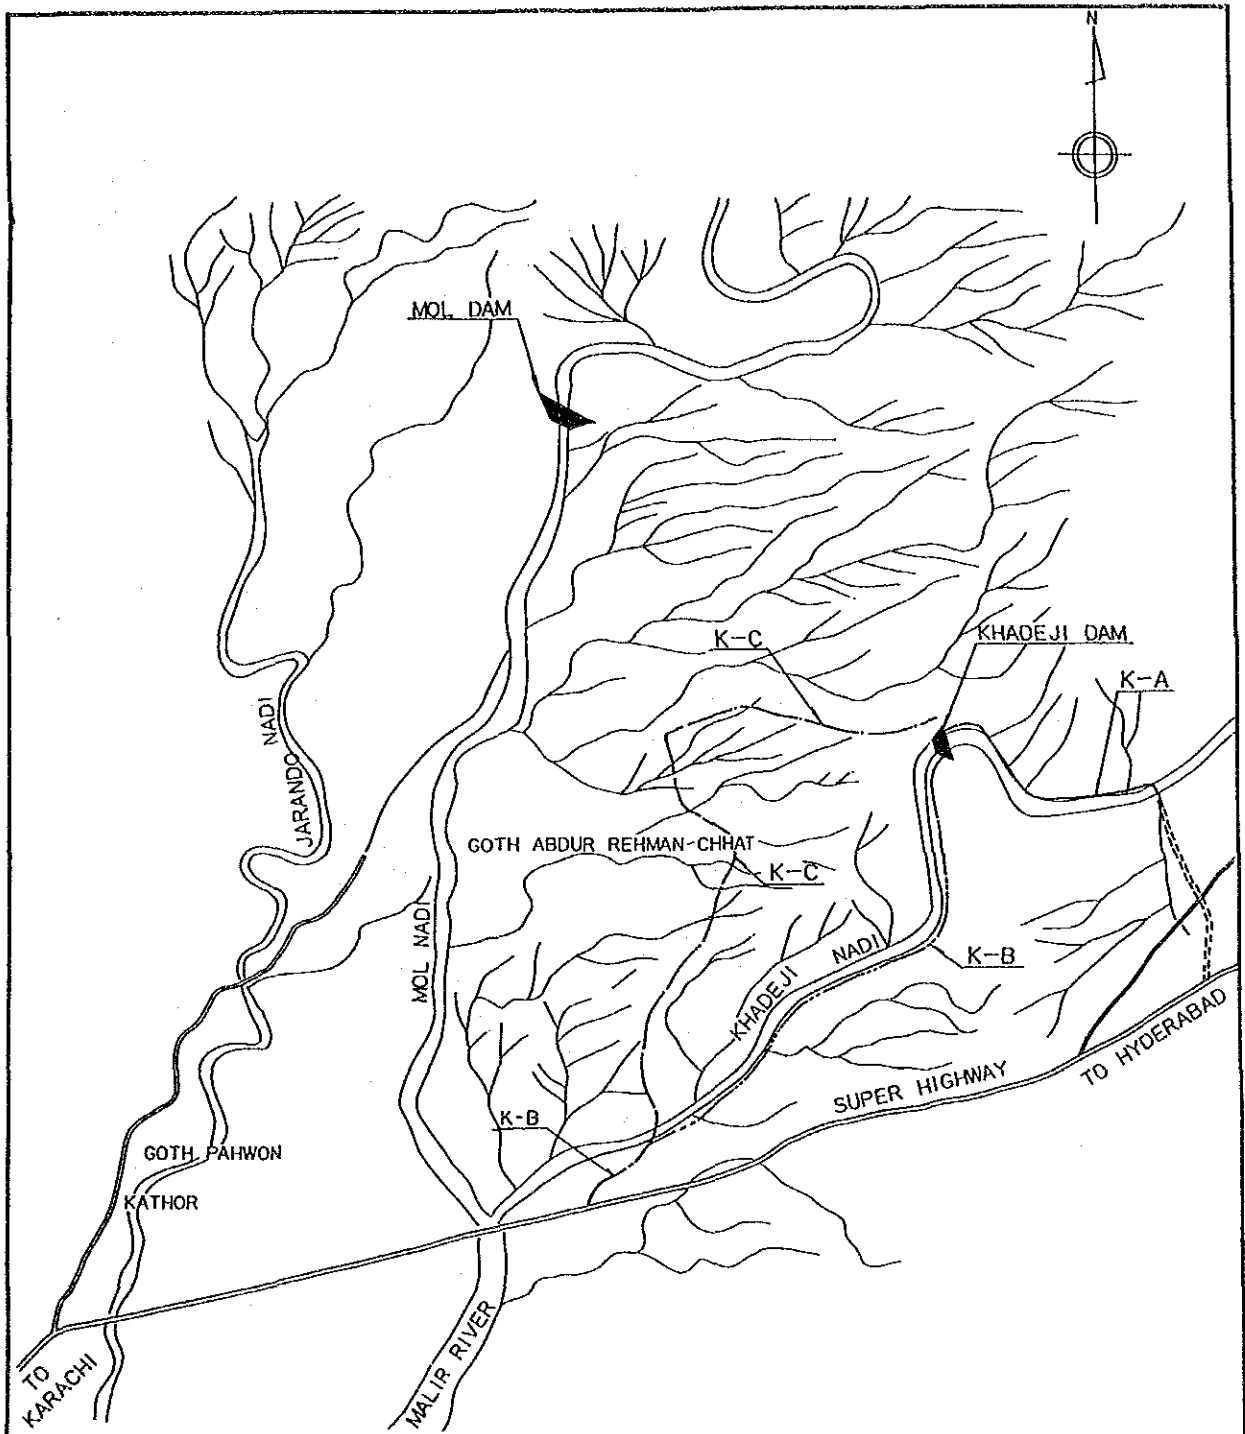 N
MOL DAM
K-C
KHADEJI DAM
K-A
JARANDO NADI
GOTH ABDUR REHMAN-CHHAT
K-C
MOL NADI
KHADEJI NADI
K-B
TO HYDERABAD
SUPER HIGHWAY
K-B
GOTH PAHWON
KATHOR
MALIR RIVER
TO
KARACHI